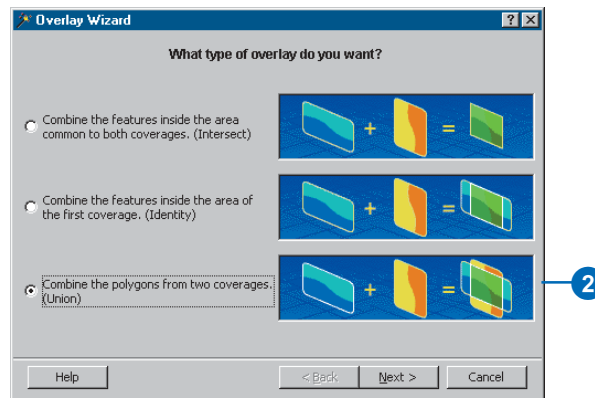 Overlay Wizard
What type of overlay do you want?
Combine the features inside the area
common to both coverages. (Intersect)
Combine the features inside the area of
the first coverage. (Identity)
Combine the polygons from two coverages.
(Union)
2
Help
< Back
Next >
Cancel